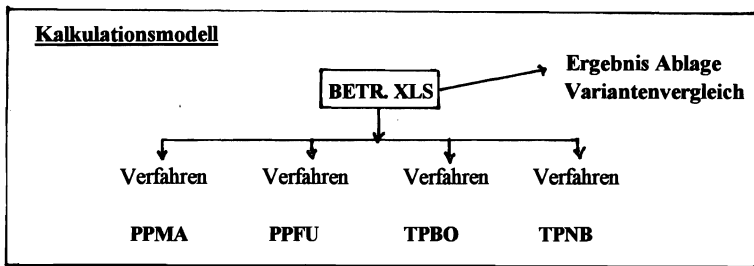 Kalkulationsmodell
Ergebnis Ablage
Variantenvergleich
BETR. XLS
Verfahren Verfahren Verfahren Verfahren
PPMA PPFU TPBO TPNB